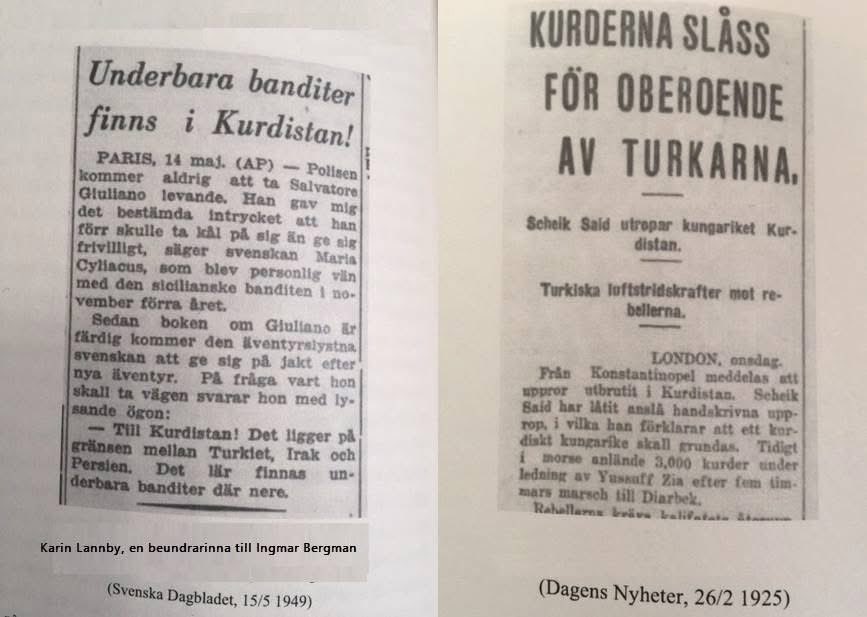 Underbara banditer
finns i Kurdistan!
PARIS, 14 maj. (AP) — Polisen
kommer aldrig att ta Salvatore
Giuliano levande. Han gav mig
det bestämda intrycket att han
förr skulle ta kål på sig än ge sig
frivilligt, säger svenskan Maria
Cyliacus, som blev personlig vän
med den sicilianske banditen i no-
vember förra året.
Sedan boken om Giuliano är
färdig kommer den äventyrslystna
svenskan att ge sig på jakt efter
nya äventyr. På fråga vart hon
skall ta vägen svarar hon med ly-
sande ögon:
— Till Kurdistan! Det ligger på
gränsen mellan Turkiet, Irak och
Persien. Det lär finnas un-
derbara banditer där nere.
Karin Lannby, en beundrarinna till Ingmar Bergman
(Svenska Dagbladet, 15/5 1949)
KURDERNA SLÅSS
FÖR OBEROENDE
AV TURKARNA.
Scheik Said utropar kungariket Kur-
distan.
Turkiska luftstridskrafter mot re-
bellerna.
LONDON, onsdag.
Från Konstantinopel meddelas att
uppror utbrutit i Kurdistan. Scheik
Said har låtit anslå handskrivna upp-
rop, i vilka han förklarar att ett kur-
diskt kungarike skall grundas. Tidigt
i morse anlände 3,000 kurder under
ledning av Yussuff Zia efter fem tim-
mars marsch till Diarbek.
Rebellerna kräva kalifatets
(Dagens Nyheter, 26/2 1925)